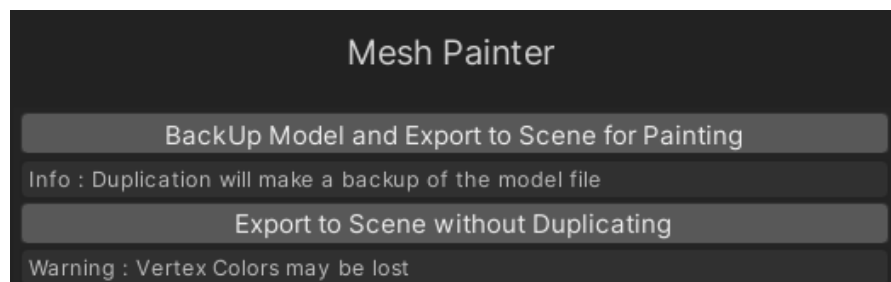 Mesh Painter
BackUp Model and Export to Scene for Painting
Info : Duplication will make a backup of the model file
Export to Scene without Duplicating
Warning : Vertex Colors may be lost